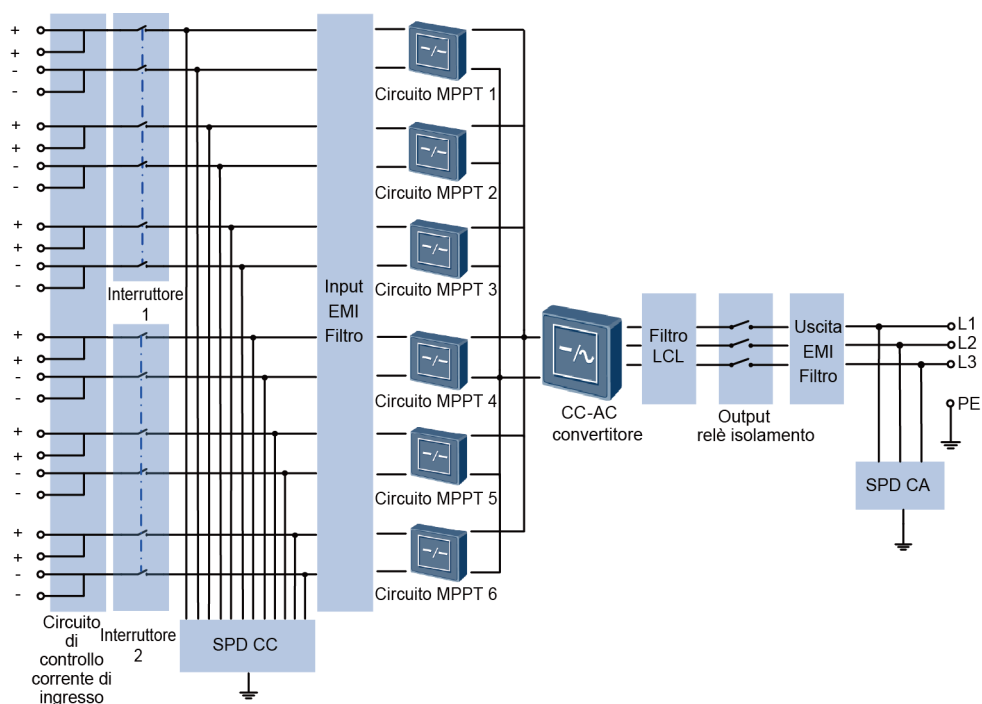 +
+
-
-
+
+
-
-
+
+
-
-
+
+
-
-
+
+
-
-
+
+
-
-
Circuito
di
controllo
corrente di
ingresso
Interruttore
1
Interruttore
2
SPD CC
Input
EMI
Filtro
Circuito MPPT 1
Circuito MPPT 2
Circuito MPPT 3
Circuito MPPT 4
Circuito MPPT 5
Circuito MPPT 6
CC-AC
convertitore
Filtro
LCL
Output
relè isolamento
Uscita
EMI
Filtro
L1
L2
L3
PE
SPD CA